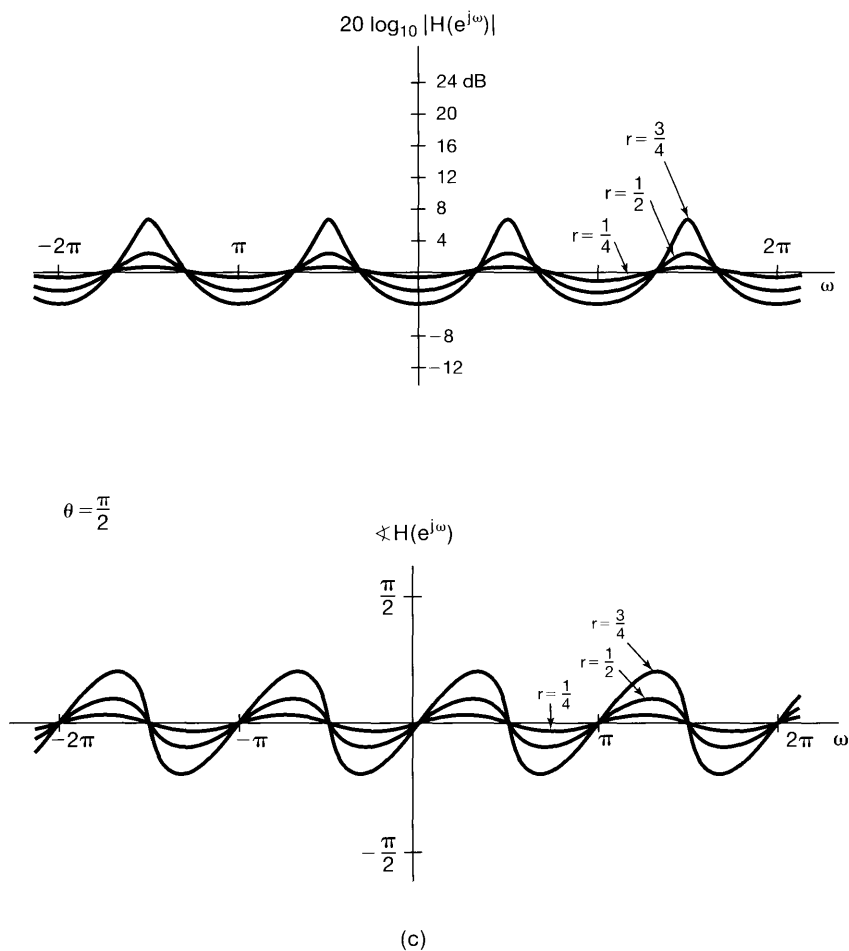 20 log₁₀ |H(e^{jω})|
24 dB
20
16
12
8
4
r = 3/4
r = 1/2
r = 1/4
−2π
π
2π
ω
−8
−12
θ = π/2
∢H(e^{jω})
π/2
r = 3/4
r = 1/2
r = 1/4
−2π
−π
π
2π
ω
−π/2
(c)